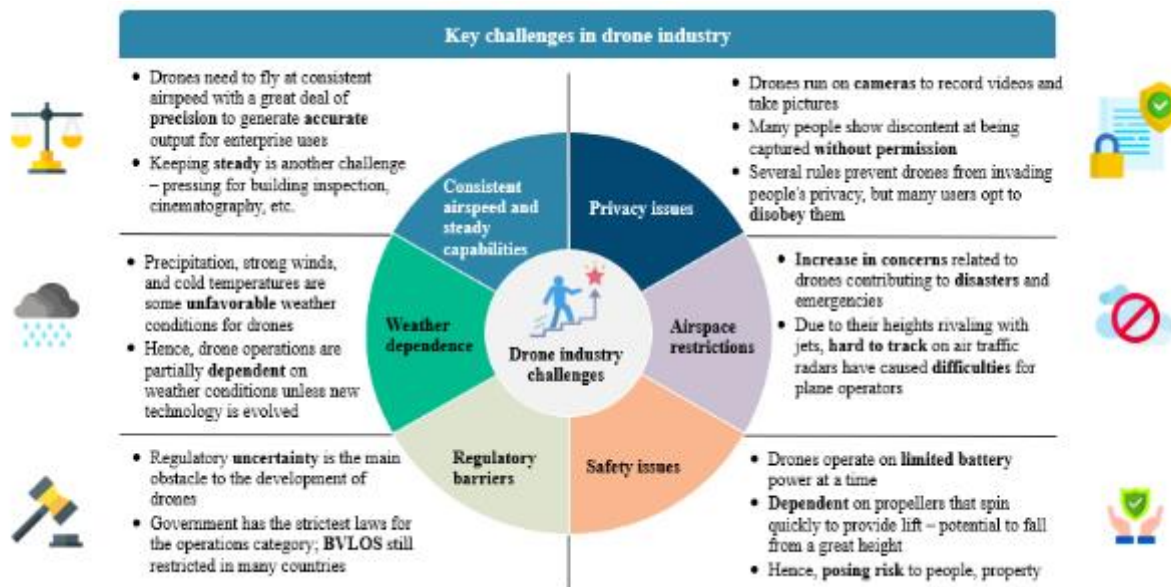 Key challenges in drone industry
• Drones need to fly at consistent
airspeed with a great deal of
precision to generate accurate
output for enterprise uses
• Keeping steady is another challenge
– pressing for building inspection,
cinematography, etc.
• Drones run on cameras to record videos and
take pictures
• Many people show discontent at being
captured without permission
• Several rules prevent drones from invading
people's privacy, but many users opt to
disobey them
Consistent
airspeed and
steady
capabilities
Privacy issues
• Precipitation, strong winds,
and cold temperatures are
some unfavorable weather
conditions for drones
• Hence, drone operations are
partially dependent on
weather conditions unless new
technology is evolved
Weather
dependence
Drone industry
challenges
Airspace
restrictions
• Increase in concerns related to
drones contributing to disasters and
emergencies
• Due to their heights rivaling with
jets, hard to track on air traffic
radars have caused difficulties for
plane operators
• Regulatory uncertainty is the main
obstacle to the development of
drones
• Government has the strictest laws for
the operations category; BVLOS still
restricted in many countries
Regulatory
barriers
Safety issues
• Drones operate on limited battery
power at a time
• Dependent on propellers that spin
quickly to provide lift – potential to fall
from a great height
• Hence, posing risk to people, property